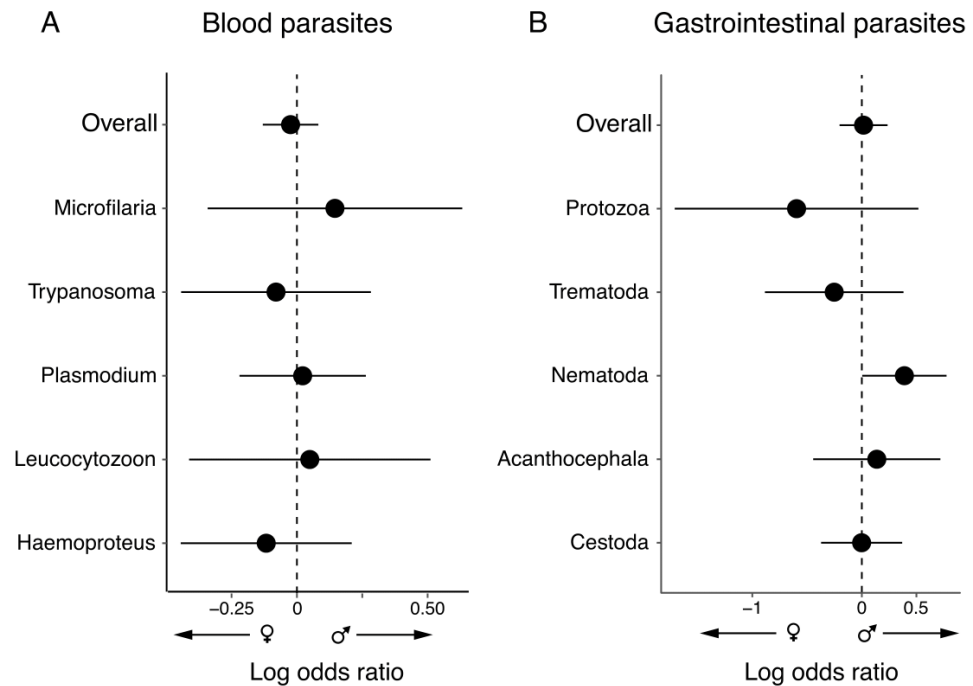 A Blood parasites
Overall
Microfilaria
Trypanosoma
Plasmodium
Leucocytozoon
Haemoproteus
−0.25 0 0.50
♀ ♂
Log odds ratio
B Gastrointestinal parasites
Overall
Protozoa
Trematoda
Nematoda
Acanthocephala
Cestoda
−1 0 0.5
♀ ♂
Log odds ratio